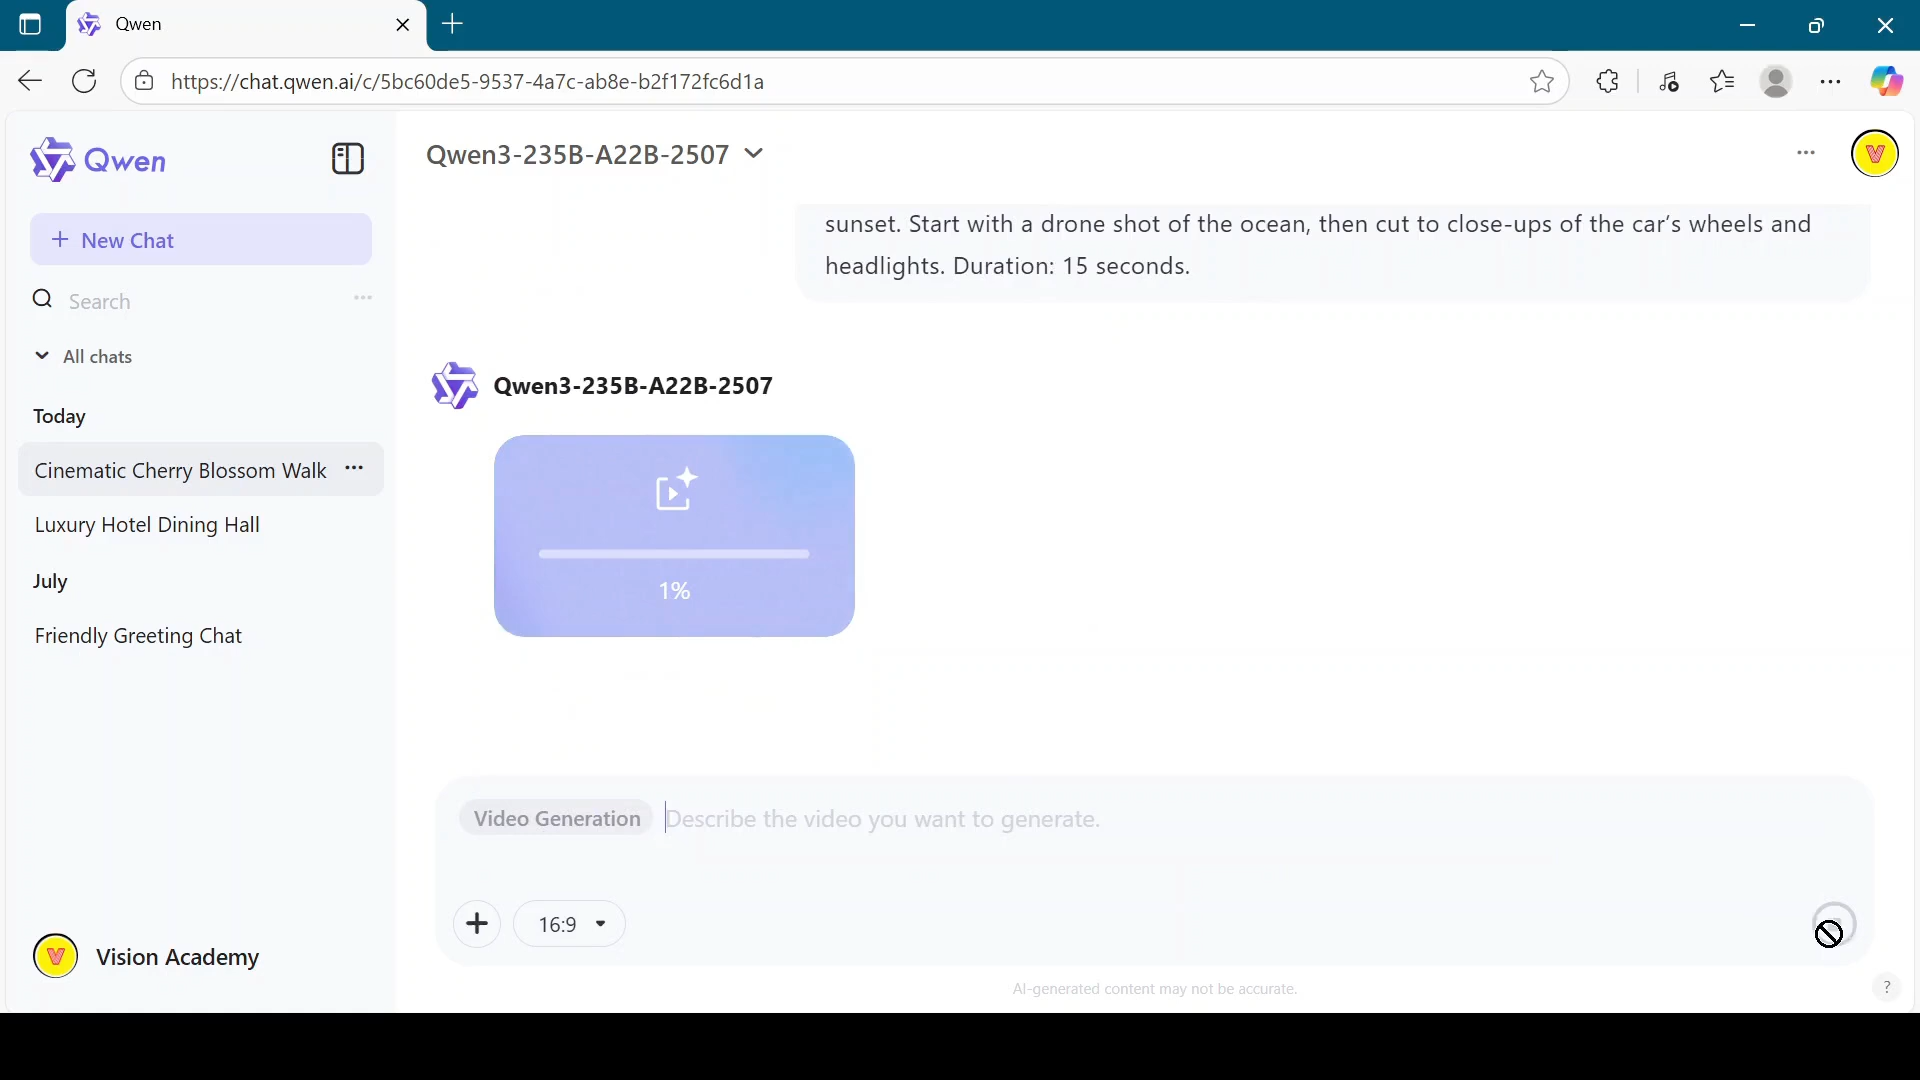 Qwen
https://chat.qwen.ai/c/5bc60de5-9537-4a7c-ab8e-b2f172fc6d1a
Qwen
Qwen3-235B-A22B-2507
V
New Chat
sunset. Start with a drone shot of the ocean, then cut to close-ups of the car’s wheels and
headlights. Duration: 15 seconds.
Search
All chats
Qwen3-235B-A22B-2507
Today
Cinematic Cherry Blossom Walk
Luxury Hotel Dining Hall
July
1%
Friendly Greeting Chat
Video Generation Describe the video you want to generate.
16:9
V
Vision Academy
AI-generated content may not be accurate.
?